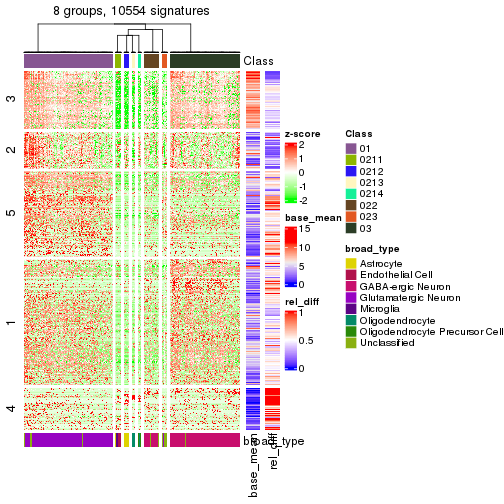 8 groups, 10554 signatures
Class
3
2
5
1
4
z-score
2
1
0
-1
-2
base_mean
15
10
5
0
rel_diff
1
0.5
0
Class
01
0211
0212
0213
0214
022
023
03
broad_type
Astrocyte
Endothelial Cell
GABA-ergic Neuron
Glutamatergic Neuron
Microglia
Oligodendrocyte
Oligodendrocyte Precursor Cell
Unclassified
broad_type
base_mean
rel_diff